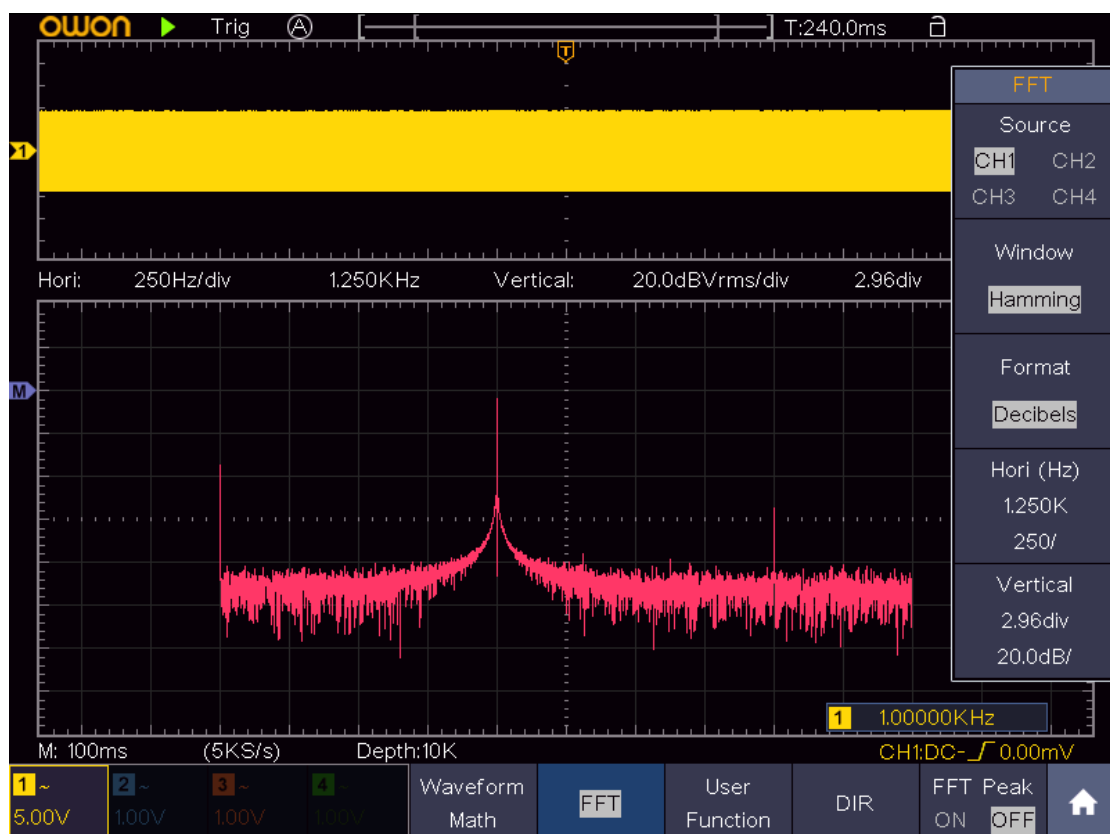 OWON Trig A T:240.0ms
T
1
Hori: 250Hz/div 1.250KHz Vertical: 20.0dBVrms/div 2.96div
M
FFT
Source
CH1 CH2
CH3 CH4
Window
Hamming
Format
Decibels
Hori (Hz)
1.250K
250/
Vertical
2.96div
20.0dB/
1 1.00000KHz
M: 100ms (5KS/s) Depth:10K CH1:DC- 0.00mV
1 ~ 2 ~ 3 ~ 4 ~
5.00V 1.00V 1.00V 1.00V
Waveform
Math
FFT
User
Function
DIR
FFT Peak
ON OFF